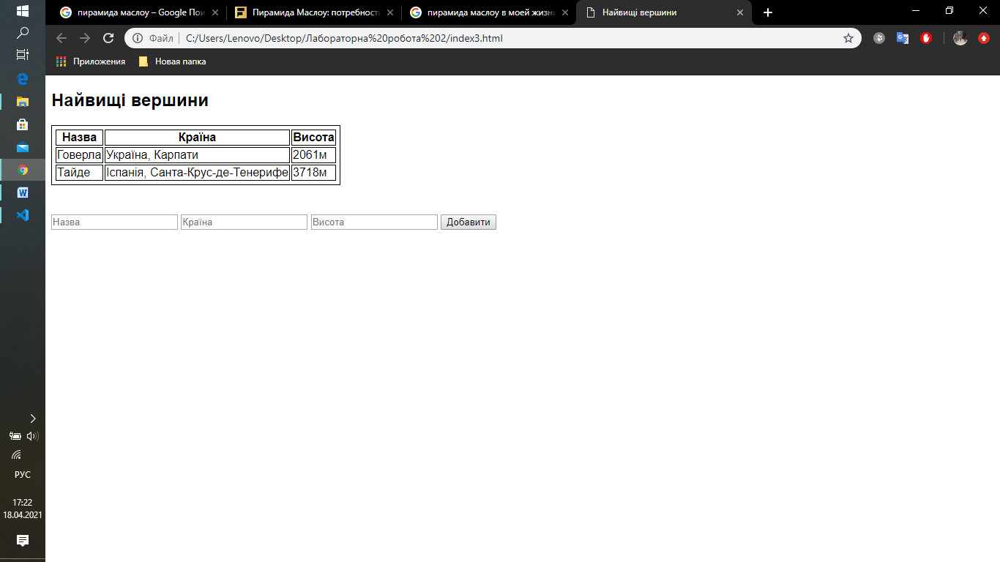 пирамида маслоу – Google Пои
Пирамида Маслоу: потребност
пирамида маслоу в моей жизн
Найвищі вершини
Файл
C:/Users/Lenovo/Desktop/Лабораторна%20робота%202/index3.html
Приложения
Новая папка
Найвищі вершини
Назва Країна Висота
Говерла Україна, Карпати 2061м
Тайде Іспанія, Санта-Крус-де-Тенерифе 3718м
Назва Країна Висота Добавити
РУС
17:22
18.04.2021